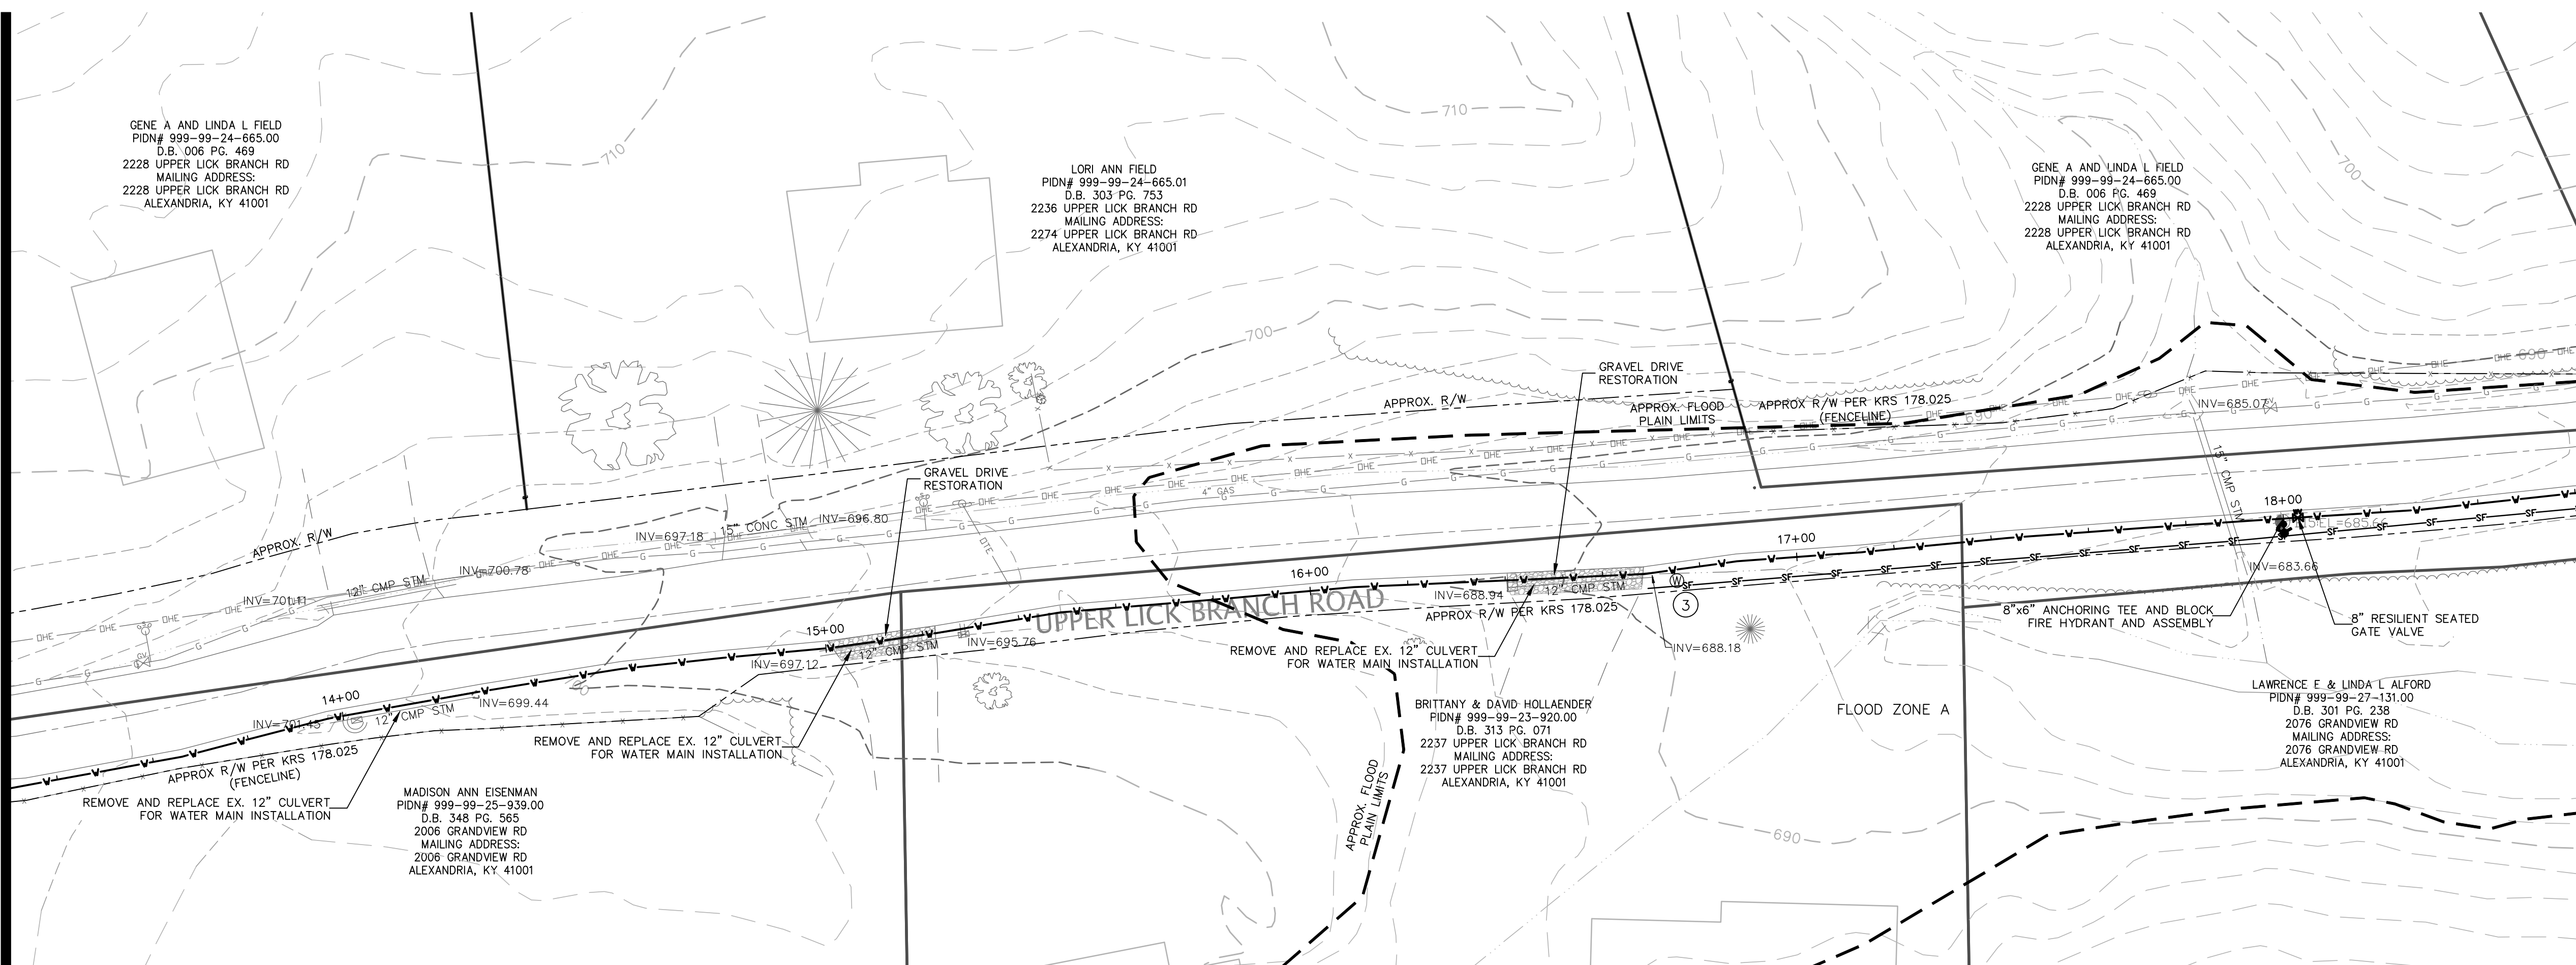 GENE A AND LINDA L FIELD
PIDN# 999-99-24-665.00
D.B. 006 PG. 469
2228 UPPER LICK BRANCH RD
MAILING ADDRESS:
2228 UPPER LICK BRANCH RD
ALEXANDRIA, KY 41001
710
LORI ANN FIELD
PIDN# 999-99-24-665.01
D.B. 303 PG. 753
2236 UPPER LICK BRANCH RD
MAILING ADDRESS:
2274 UPPER LICK BRANCH RD
ALEXANDRIA, KY 41001
710
GENE A AND LINDA L FIELD
PIDN# 999-99-24-665.00
D.B. 006 PG. 469
2228 UPPER LICK BRANCH RD
MAILING ADDRESS:
2228 UPPER LICK BRANCH RD
ALEXANDRIA, KY 41001
700
700
690
GRAVEL DRIVE
RESTORATION
APPROX. R/W
APPROX. FLOOD
PLAIN LIMITS
APPROX R/W PER KRS 178.025
(FENCELINE)
690
INV=685.07
15" CMP STM
GRAVEL DRIVE
RESTORATION
4" GAS
APPROX. R/W
INV=697.18
15" CONC STM
INV=696.80
OTE
INV=701.11
12" CMP STM
INV=700.78
GV
14+00
15+00
16+00
17+00
18+00
UPPER LICK BRANCH ROAD
INV=701.43
12" CMP STM
INV=699.44
INV=697.12
12" CMP STM
INV=695.76
INV=688.94
12" CMP STM
APPROX R/W PER KRS 178.025
INV=688.18
W
3
INV=683.66
8"x6" ANCHORING TEE AND BLOCK
FIRE HYDRANT AND ASSEMBLY
8" RESILIENT SEATED
GATE VALVE
APPROX R/W PER KRS 178.025
(FENCELINE)
REMOVE AND REPLACE EX. 12" CULVERT
FOR WATER MAIN INSTALLATION
REMOVE AND REPLACE EX. 12" CULVERT
FOR WATER MAIN INSTALLATION
REMOVE AND REPLACE EX. 12" CULVERT
FOR WATER MAIN INSTALLATION
MADISON ANN EISENMAN
PIDN# 999-99-25-939.00
D.B. 348 PG. 565
2006 GRANDVIEW RD
MAILING ADDRESS:
2006 GRANDVIEW RD
ALEXANDRIA, KY 41001
APPROX. FLOOD
PLAIN LIMITS
BRITTANY & DAVID HOLLAENDER
PIDN# 999-99-23-920.00
D.B. 313 PG. 071
2237 UPPER LICK BRANCH RD
MAILING ADDRESS:
2237 UPPER LICK BRANCH RD
ALEXANDRIA, KY 41001
FLOOD ZONE A
690
LAWRENCE E & LINDA L ALFORD
PIDN# 999-99-27-131.00
D.B. 301 PG. 238
2076 GRANDVIEW RD
MAILING ADDRESS:
2076 GRANDVIEW RD
ALEXANDRIA, KY 41001